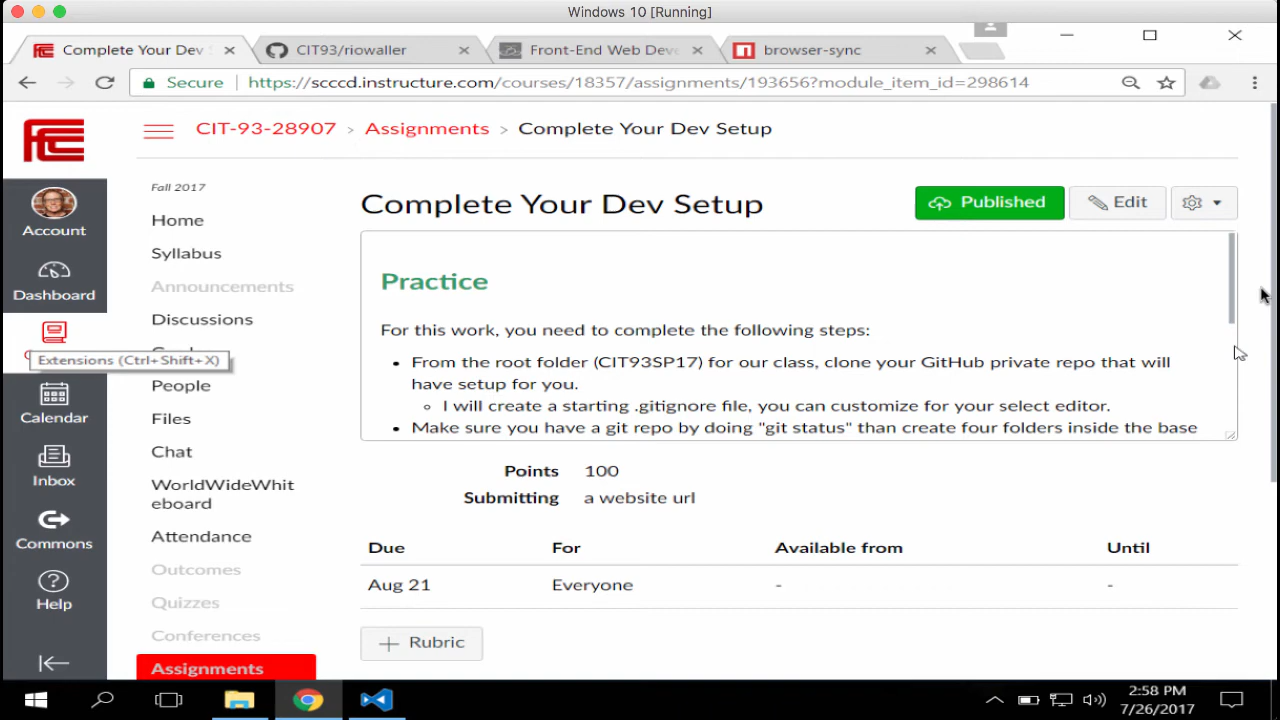 Windows 10 [Running]
Complete Your Dev S
CIT93/riowaller
Front-End Web Deve
browser-sync
Secure
https://scccd.instructure.com/courses/18357/assignments/193656?module_item_id=298614
FCC
CIT-93-28907 > Assignments > Complete Your Dev Setup
Account
Dashboard
Extensions (Ctrl+Shift+X)
Calendar
Inbox
Commons
Help
Fall 2017
Home
Syllabus
Announcements
Discussions
People
Files
Chat
WorldWideWhit
eboard
Attendance
Outcomes
Quizzes
Conferences
Assignments
Complete Your Dev Setup
Published
Edit
Practice
For this work, you need to complete the following steps:
• From the root folder (CIT93SP17) for our class, clone your GitHub private repo that will
have setup for you.
◦ I will create a starting .gitignore file, you can customize for your select editor.
• Make sure you have a git repo by doing "git status" than create four folders inside the base
Points 100
Submitting a website url
Due For Available from Until
Aug 21 Everyone - -
+ Rubric
2:58 PM
7/26/2017